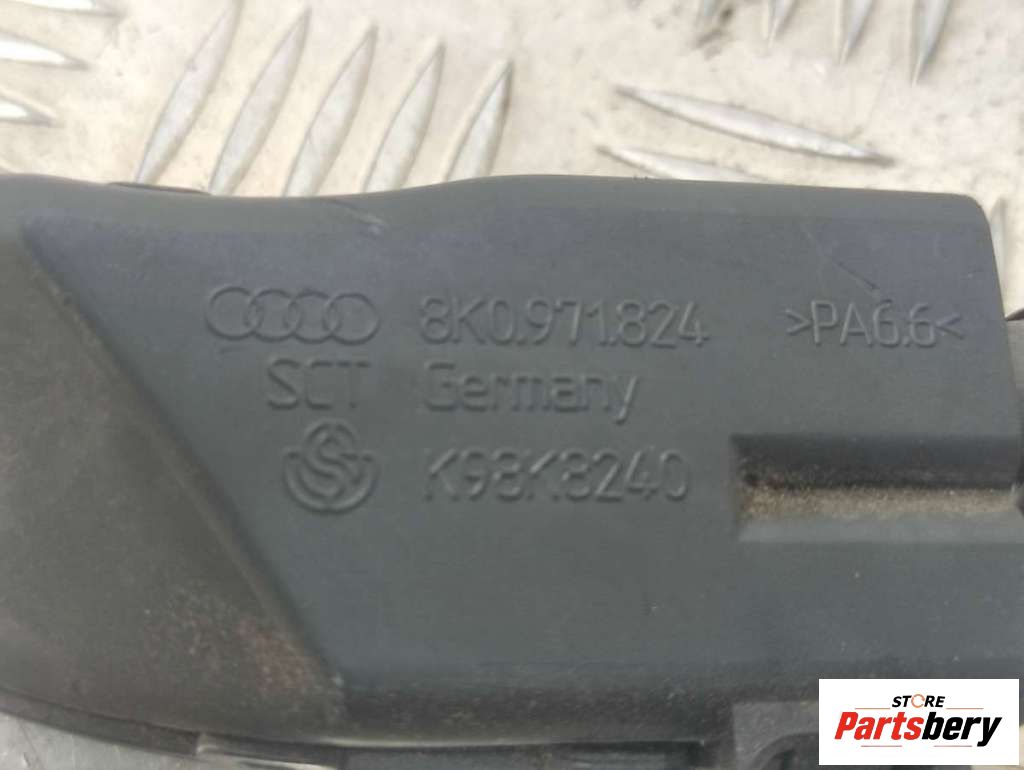 8K0.971.824 >PA6.6<
SCT Germany
K98K8240
STORE
Partsbery